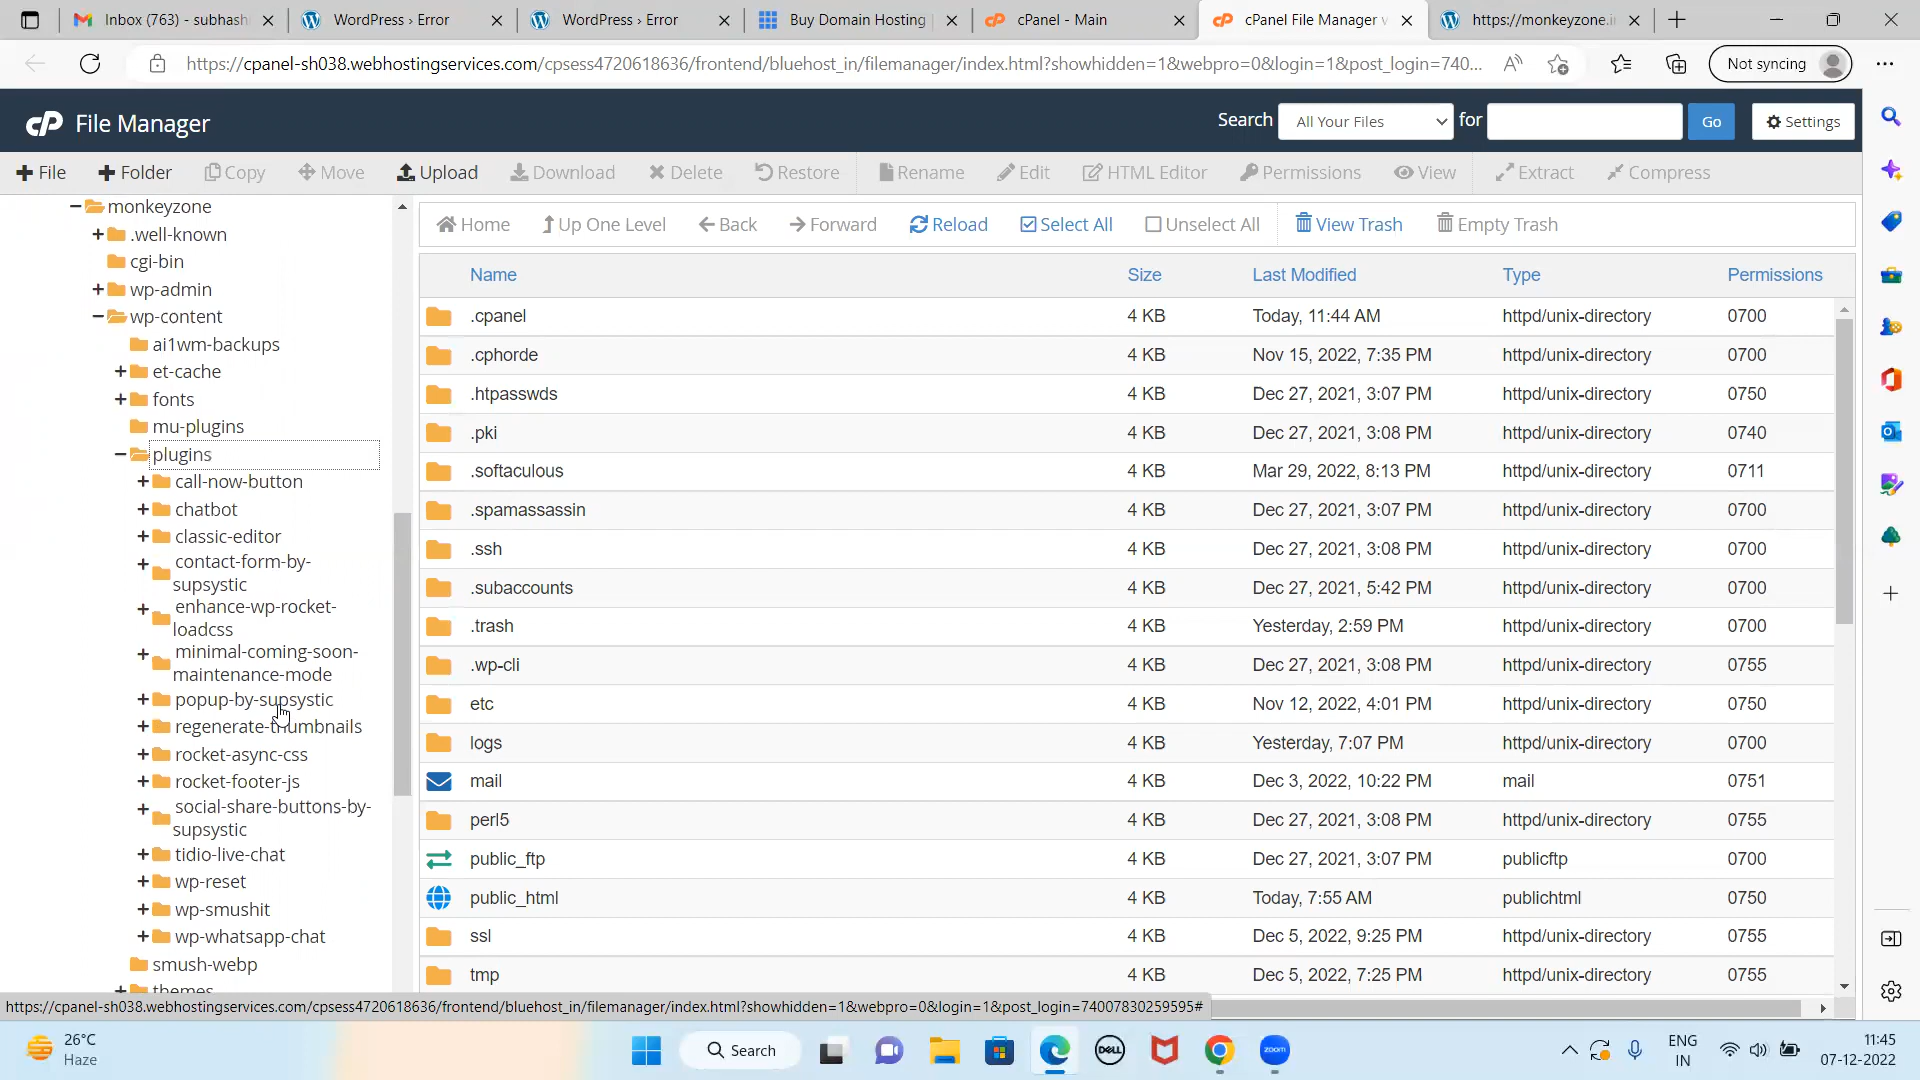 Inbox (763) - subhash
WordPress › Error
WordPress › Error
Buy Domain Hosting
cPanel - Main
cPanel File Manager v
https://monkeyzone.i
https://cpanel-sh038.webhostingservices.com/cpsess4720618636/frontend/bluehost_in/filemanager/index.html?showhidden=1&webpro=0&login=1&post_login=740...
Not syncing
cP File Manager
Search
All Your Files
for
Go
Settings
File
Folder
Copy
Move
Upload
Download
Delete
Restore
Rename
Edit
HTML Editor
Permissions
View
Extract
Compress
monkeyzone
.well-known
cgi-bin
wp-admin
wp-content
ai1wm-backups
et-cache
fonts
mu-plugins
plugins
call-now-button
chatbot
classic-editor
contact-form-by-
supsystic
enhance-wp-rocket-
loadcss
minimal-coming-soon-
maintenance-mode
popup-by-supsystic
regenerate-thumbnails
rocket-async-css
rocket-footer-js
social-share-buttons-by-
supsystic
tidio-live-chat
wp-reset
wp-smushit
wp-whatsapp-chat
smush-webp
themes
Home
Up One Level
Back
Forward
Reload
Select All
Unselect All
View Trash
Empty Trash
Name Size Last Modified Type Permissions
.cpanel 4 KB Today, 11:44 AM httpd/unix-directory 0700
.cphorde 4 KB Nov 15, 2022, 7:35 PM httpd/unix-directory 0700
.htpasswds 4 KB Dec 27, 2021, 3:07 PM httpd/unix-directory 0750
.pki 4 KB Dec 27, 2021, 3:08 PM httpd/unix-directory 0740
.softaculous 4 KB Mar 29, 2022, 8:13 PM httpd/unix-directory 0711
.spamassassin 4 KB Dec 27, 2021, 3:07 PM httpd/unix-directory 0700
.ssh 4 KB Dec 27, 2021, 3:08 PM httpd/unix-directory 0700
.subaccounts 4 KB Dec 27, 2021, 5:42 PM httpd/unix-directory 0700
.trash 4 KB Yesterday, 2:59 PM httpd/unix-directory 0700
.wp-cli 4 KB Dec 27, 2021, 3:08 PM httpd/unix-directory 0755
etc 4 KB Nov 12, 2022, 4:01 PM httpd/unix-directory 0750
logs 4 KB Yesterday, 7:07 PM httpd/unix-directory 0700
mail 4 KB Dec 3, 2022, 10:22 PM mail 0751
perl5 4 KB Dec 27, 2021, 3:08 PM httpd/unix-directory 0755
public_ftp 4 KB Dec 27, 2021, 3:07 PM publicftp 0700
public_html 4 KB Today, 7:55 AM publichtml 0750
ssl 4 KB Dec 5, 2022, 9:25 PM httpd/unix-directory 0755
tmp 4 KB Dec 5, 2022, 7:25 PM httpd/unix-directory 0755
https://cpanel-sh038.webhostingservices.com/cpsess4720618636/frontend/bluehost_in/filemanager/index.html?showhidden=1&webpro=0&login=1&post_login=74007830259595#
26°C
Haze
Search
DELL
zoom
ENG
IN
11:45
07-12-2022